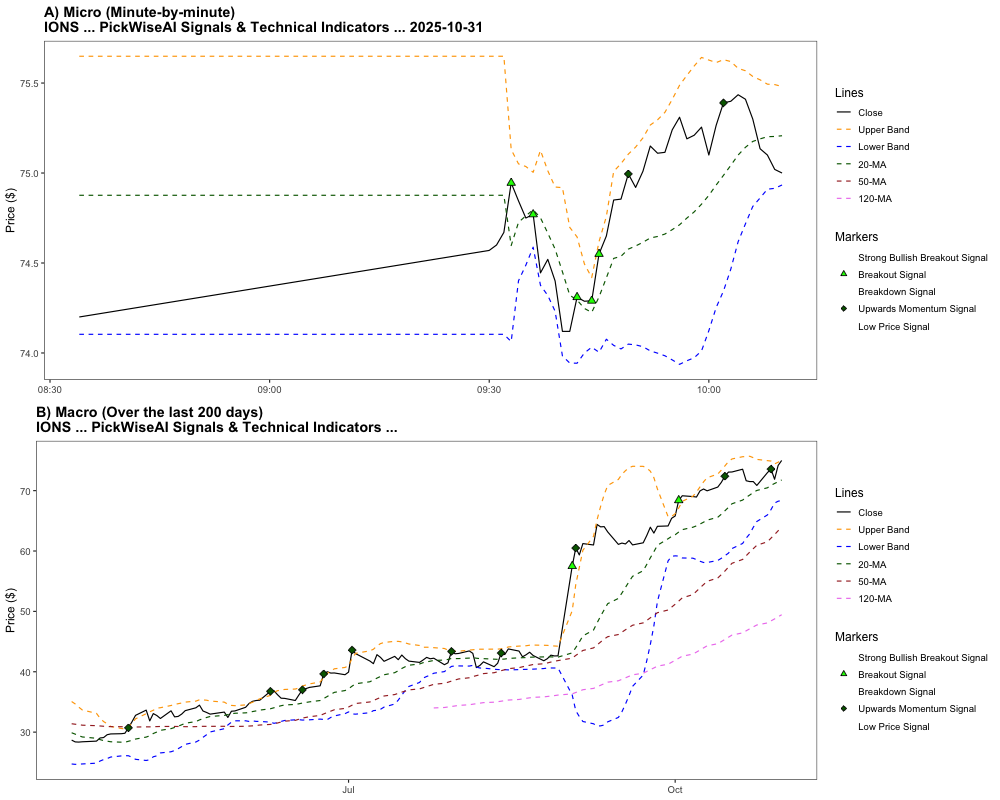 A) Micro (Minute-by-minute)
IONS ... PickWiseAI Signals & Technical Indicators ... 2025-10-31
Price ($)
75.5
75.0
74.5
74.0
08:30
09:00
09:30
10:00
Lines
Close
Upper Band
Lower Band
20-MA
50-MA
120-MA
Markers
Strong Bullish Breakout Signal
Breakout Signal
Breakdown Signal
Upwards Momentum Signal
Low Price Signal
B) Macro (Over the last 200 days)
IONS ... PickWiseAI Signals & Technical Indicators ...
Price ($)
70
60
50
40
30
Jul
Oct
Lines
Close
Upper Band
Lower Band
20-MA
50-MA
120-MA
Markers
Strong Bullish Breakout Signal
Breakout Signal
Breakdown Signal
Upwards Momentum Signal
Low Price Signal